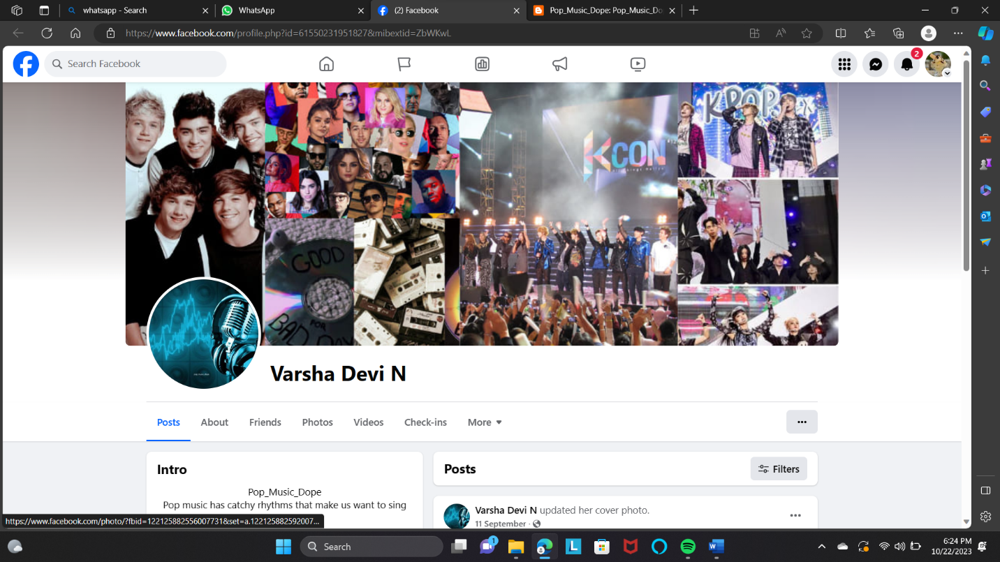 whatsapp - Search
WhatsApp
(2) Facebook
Pop_Music_Dope: Pop_Music_Do
https://www.facebook.com/profile.php?id=61550231951827&mibextid=ZbWKwL
Search Facebook
2
KPOP
KCON
GOOD
FOR
BAD
Varsha Devi N
Posts
About
Friends
Photos
Videos
Check-ins
More
Intro
Pop_Music_Dope
Pop music has catchy rhythms that make us want to sing
Posts
Filters
Varsha Devi N updated her cover photo.
11 September ·
https://www.facebook.com/photo/?fbid=122125882556007731&set=a.122125882592007...
Search
1
6:24 PM
10/22/2023